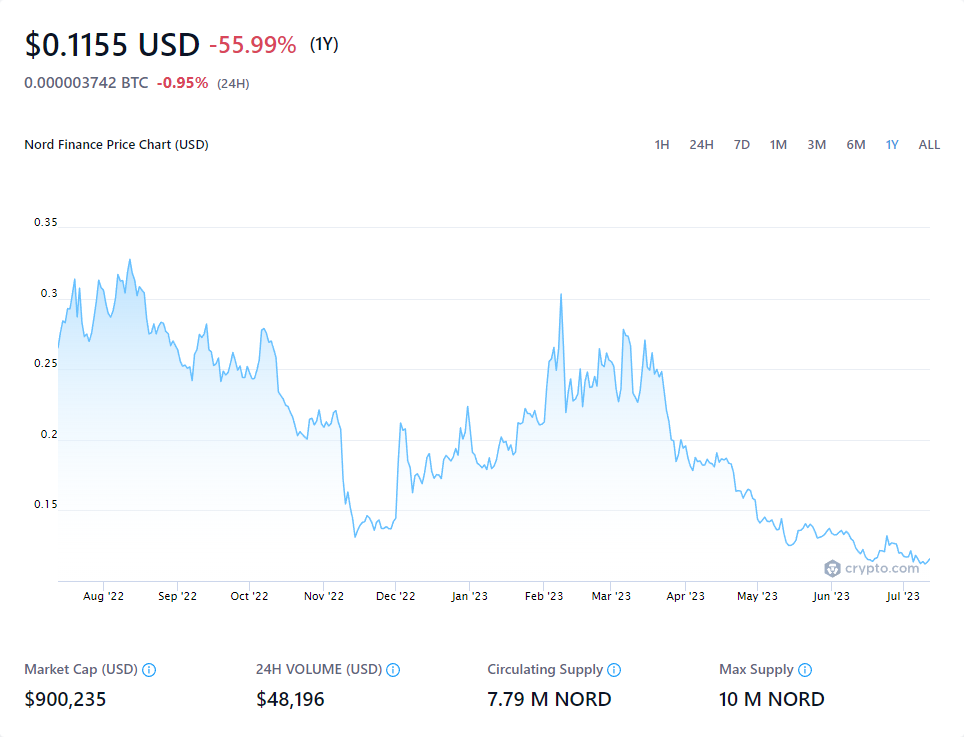 $0.1155 USD -55.99% (1Y)
0.000003742 BTC -0.95% (24H)
Nord Finance Price Chart (USD) 1H 24H 7D 1M 3M 6M 1Y ALL
0.35
0.3
0.25
0.2
0.15
crypto.com
Aug '22 Sep '22 Oct '22 Nov '22 Dec '22 Jan '23 Feb '23 Mar '23 Apr '23 May '23 Jun '23 Jul '23
Market Cap (USD) 24H VOLUME (USD) Circulating Supply Max Supply
$900,235 $48,196 7.79 M NORD 10 M NORD